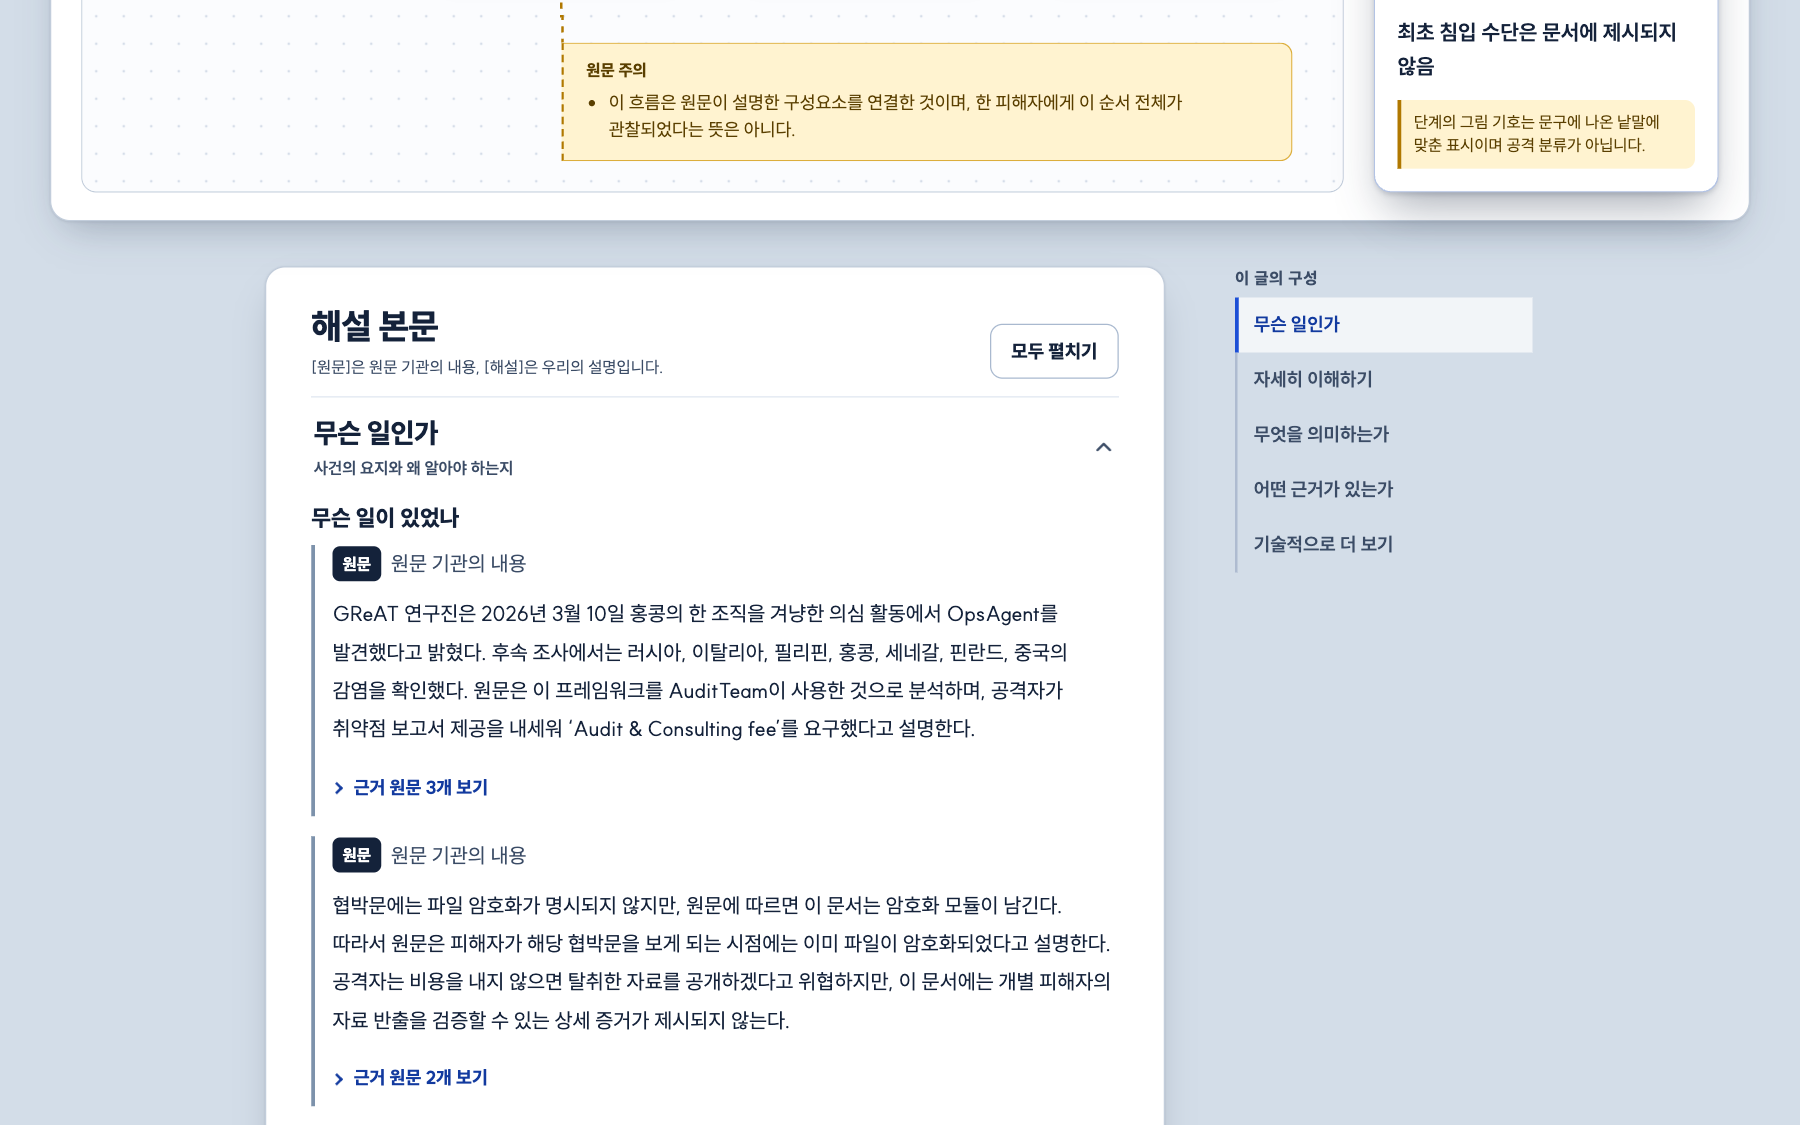 원문 주의
• 이 흐름은 원문이 설명한 구성요소를 연결한 것이며, 한 피해자에게 이 순서 전체가
관찰되었다는 뜻은 아니다.
최초 침입 수단은 문서에 제시되지
않음
단계의 그림 기호는 문구에 나온 낱말에
맞춘 표시이며 공격 분류가 아닙니다.
해설 본문
[원문]은 원문 기관의 내용, [해설]은 우리의 설명입니다.
모두 펼치기
무슨 일인가
사건의 요지와 왜 알아야 하는지
무슨 일이 있었나
원문 원문 기관의 내용
GReAT 연구진은 2026년 3월 10일 홍콩의 한 조직을 겨냥한 의심 활동에서 OpsAgent를
발견했다고 밝혔다. 후속 조사에서는 러시아, 이탈리아, 필리핀, 홍콩, 세네갈, 핀란드, 중국의
감염을 확인했다. 원문은 이 프레임워크를 AuditTeam이 사용한 것으로 분석하며, 공격자가
취약점 보고서 제공을 내세워 ‘Audit & Consulting fee’를 요구했다고 설명한다.
근거 원문 3개 보기
원문 원문 기관의 내용
협박문에는 파일 암호화가 명시되지 않지만, 원문에 따르면 이 문서는 암호화 모듈이 남긴다.
따라서 원문은 피해자가 해당 협박문을 보게 되는 시점에는 이미 파일이 암호화되었다고 설명한다.
공격자는 비용을 내지 않으면 탈취한 자료를 공개하겠다고 위협하지만, 이 문서에는 개별 피해자의
자료 반출을 검증할 수 있는 상세 증거가 제시되지 않는다.
근거 원문 2개 보기
이 글의 구성
무슨 일인가
자세히 이해하기
무엇을 의미하는가
어떤 근거가 있는가
기술적으로 더 보기